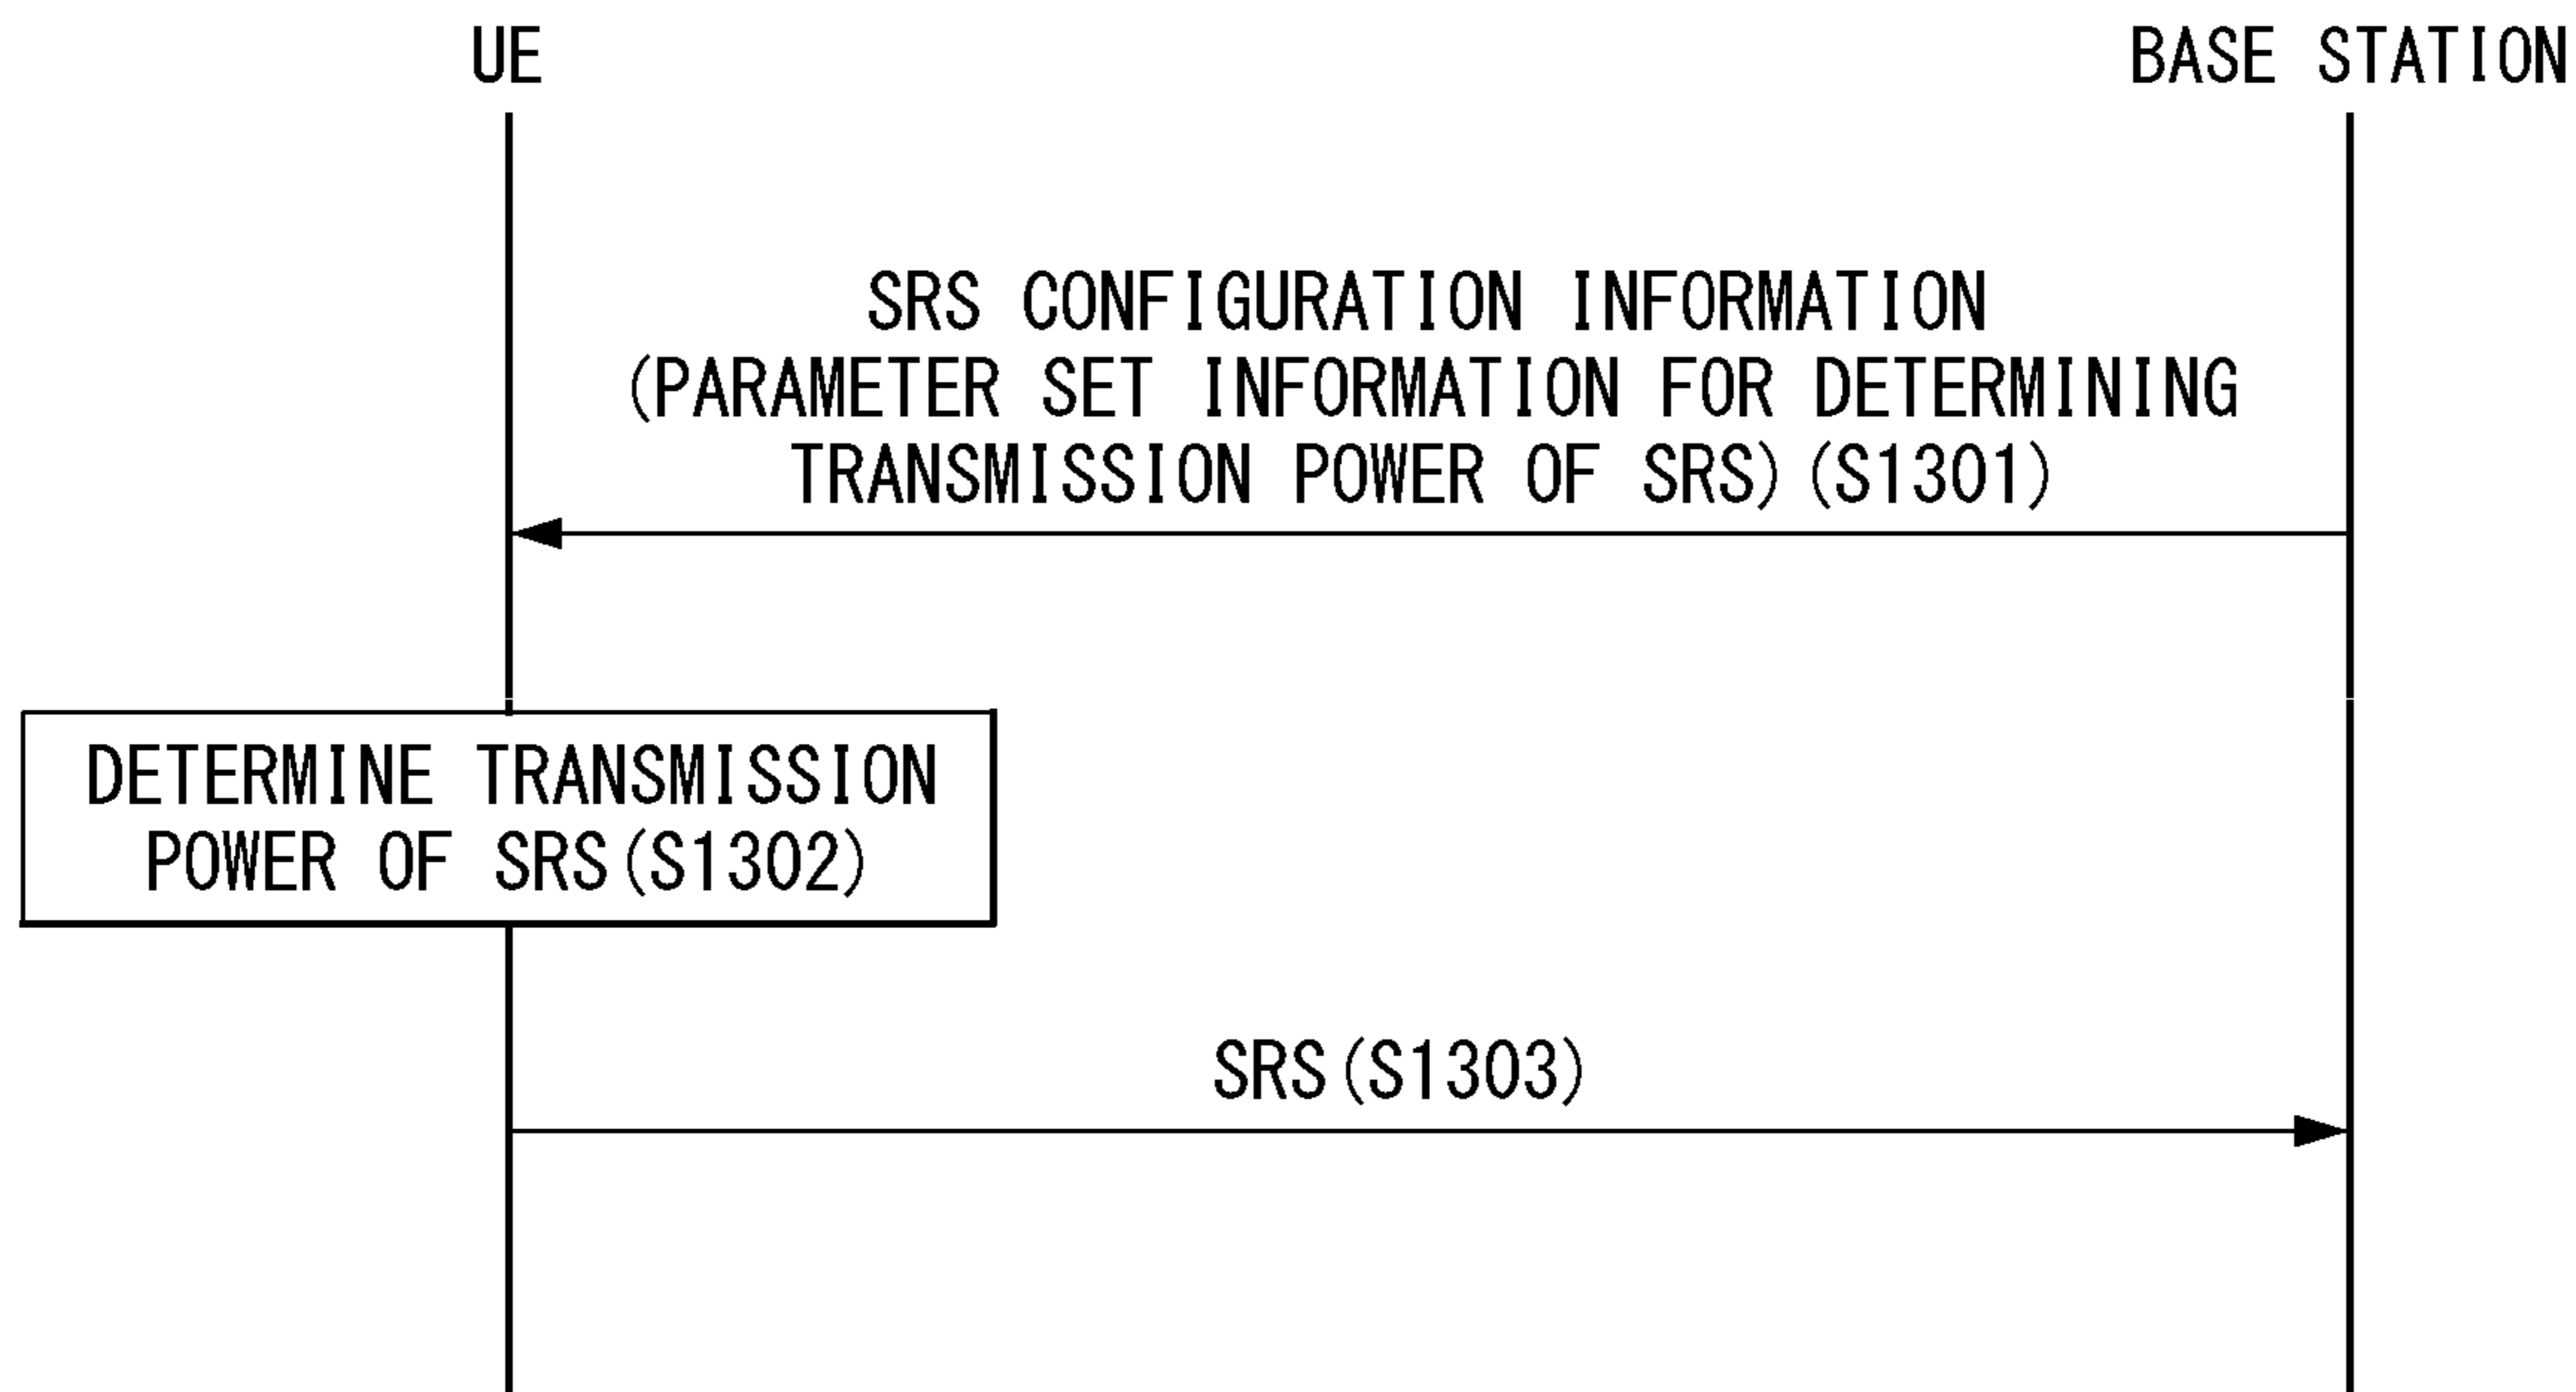 UE
BASE STATION
SRS CONFIGURATION INFORMATION
(PARAMETER SET INFORMATION FOR DETERMINING
TRANSMISSION POWER OF SRS)(S1301)
DETERMINE TRANSMISSION
POWER OF SRS(S1302)
SRS(S1303)